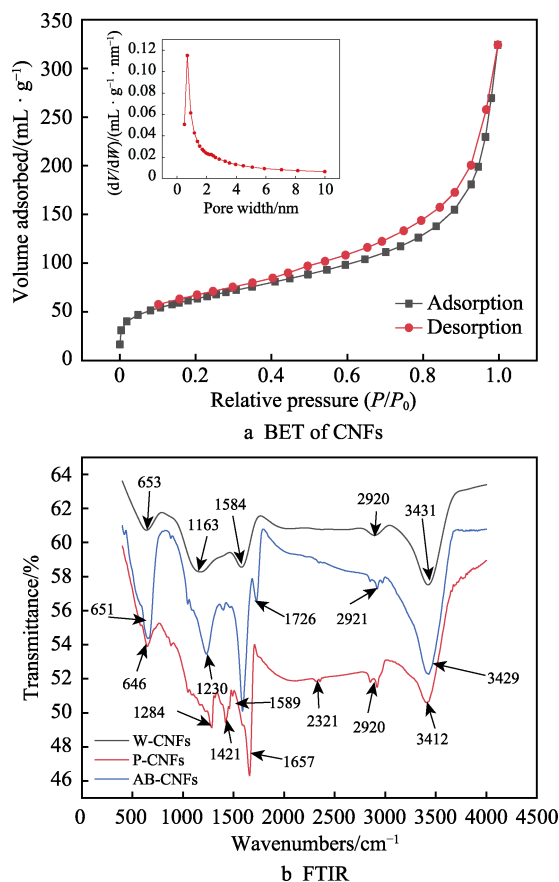 350
300
250
200
150
100
50
0
Volume adsorbed/(mL · g⁻¹)
0.12
0.10
0.08
0.06
0.04
0.02
0
(dV/dW)/(mL · g⁻¹ · nm⁻¹)
0 2 4 6 8 10
Pore width/nm
Adsorption
Desorption
0 0.2 0.4 0.6 0.8 1.0
Relative pressure (P/P₀)
a BET of CNFs
64
62
60
58
56
54
52
50
48
46
Transmittance/%
653
1163
1584
2920
3431
651
646
1230
1726
2921
3429
1284
1421
1589
1657
2321
2920
3412
W-CNFs
P-CNFs
AB-CNFs
0 500 1000 1500 2000 2500 3000 3500 4000 4500
Wavenumbers/cm⁻¹
b FTIR